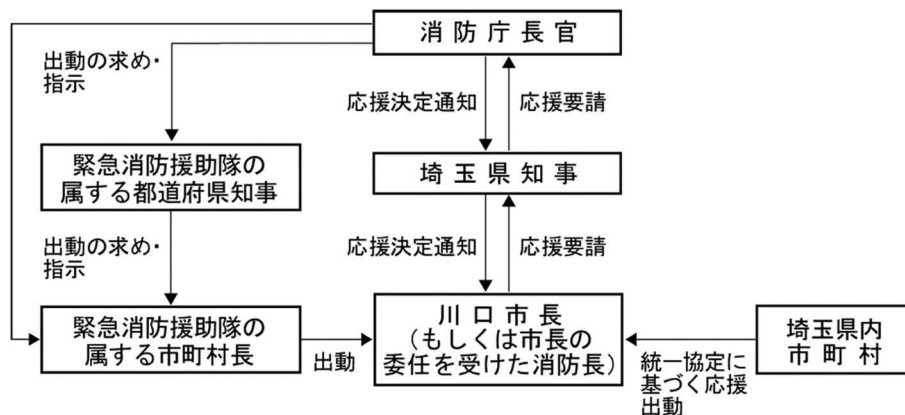 消防庁長官
出動の求め・
指示
応援決定通知
応援要請
緊急消防援助隊の
属する都道府県知事
埼玉県知事
出動の求め・
指示
応援決定通知
応援要請
緊急消防援助隊の
属する市町村長
出動
川口市長
(もしくは市長の
委任を受けた消防長)
統一協定に
基づく応援
出動
埼玉県内
市町村